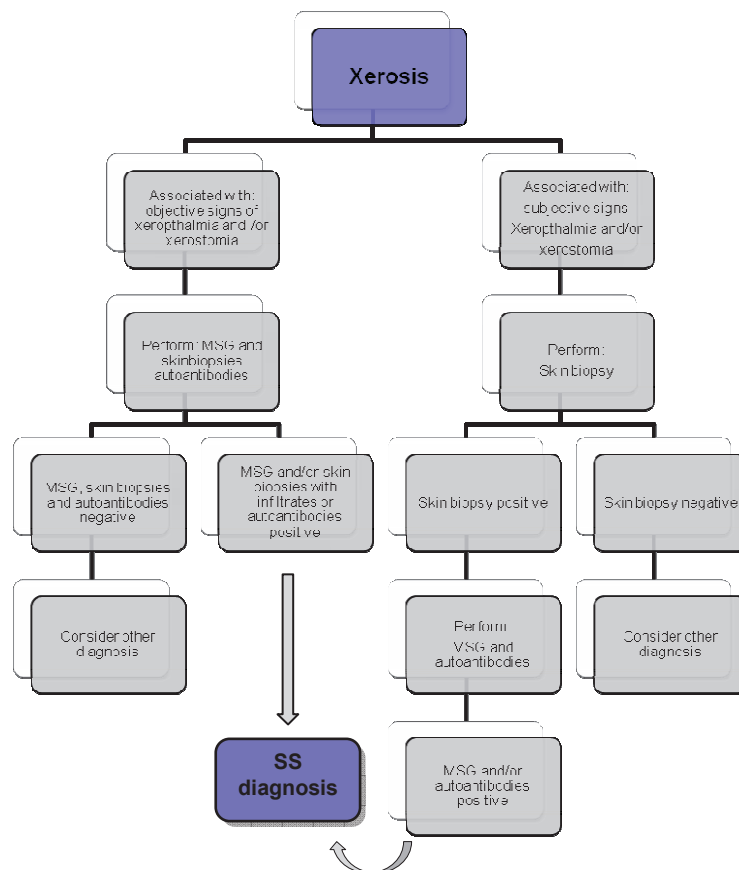 Xerosis
Associated with:
objective signs of
xeropthalmia and /or
xerostomia
Associated with:
subjective signs
Xeropthalmia and/or
xerostomia
Perform: MSG and
skinbiopsies
autoantibodies
Perform:
Skin biopsy
MSG, skin biopsies
and autoantibodies
negative
MSG and/or skin
biopsies with
infiltrates or
autoantibodies
positive
Skin biopsy positive
Skin biopsy negative
Consider other
diagnosis
Perform
MSG and
autoantibodies
Consider other
diagnosis
SS
diagnosis
MSG and/or
autoantibodies
positive